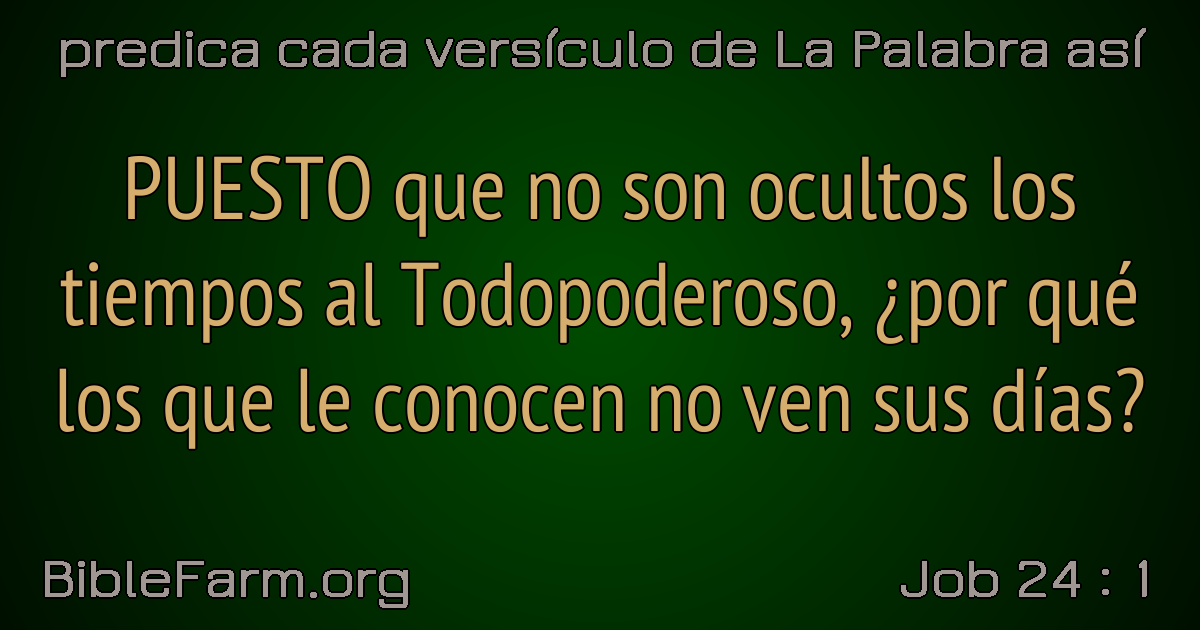 predica cada versículo de La Palabra así
PUESTO que no son ocultos los
tiempos al Todopoderoso, ¿por qué
los que le conocen no ven sus días?
BibleFarm.org
Job 24 : 1